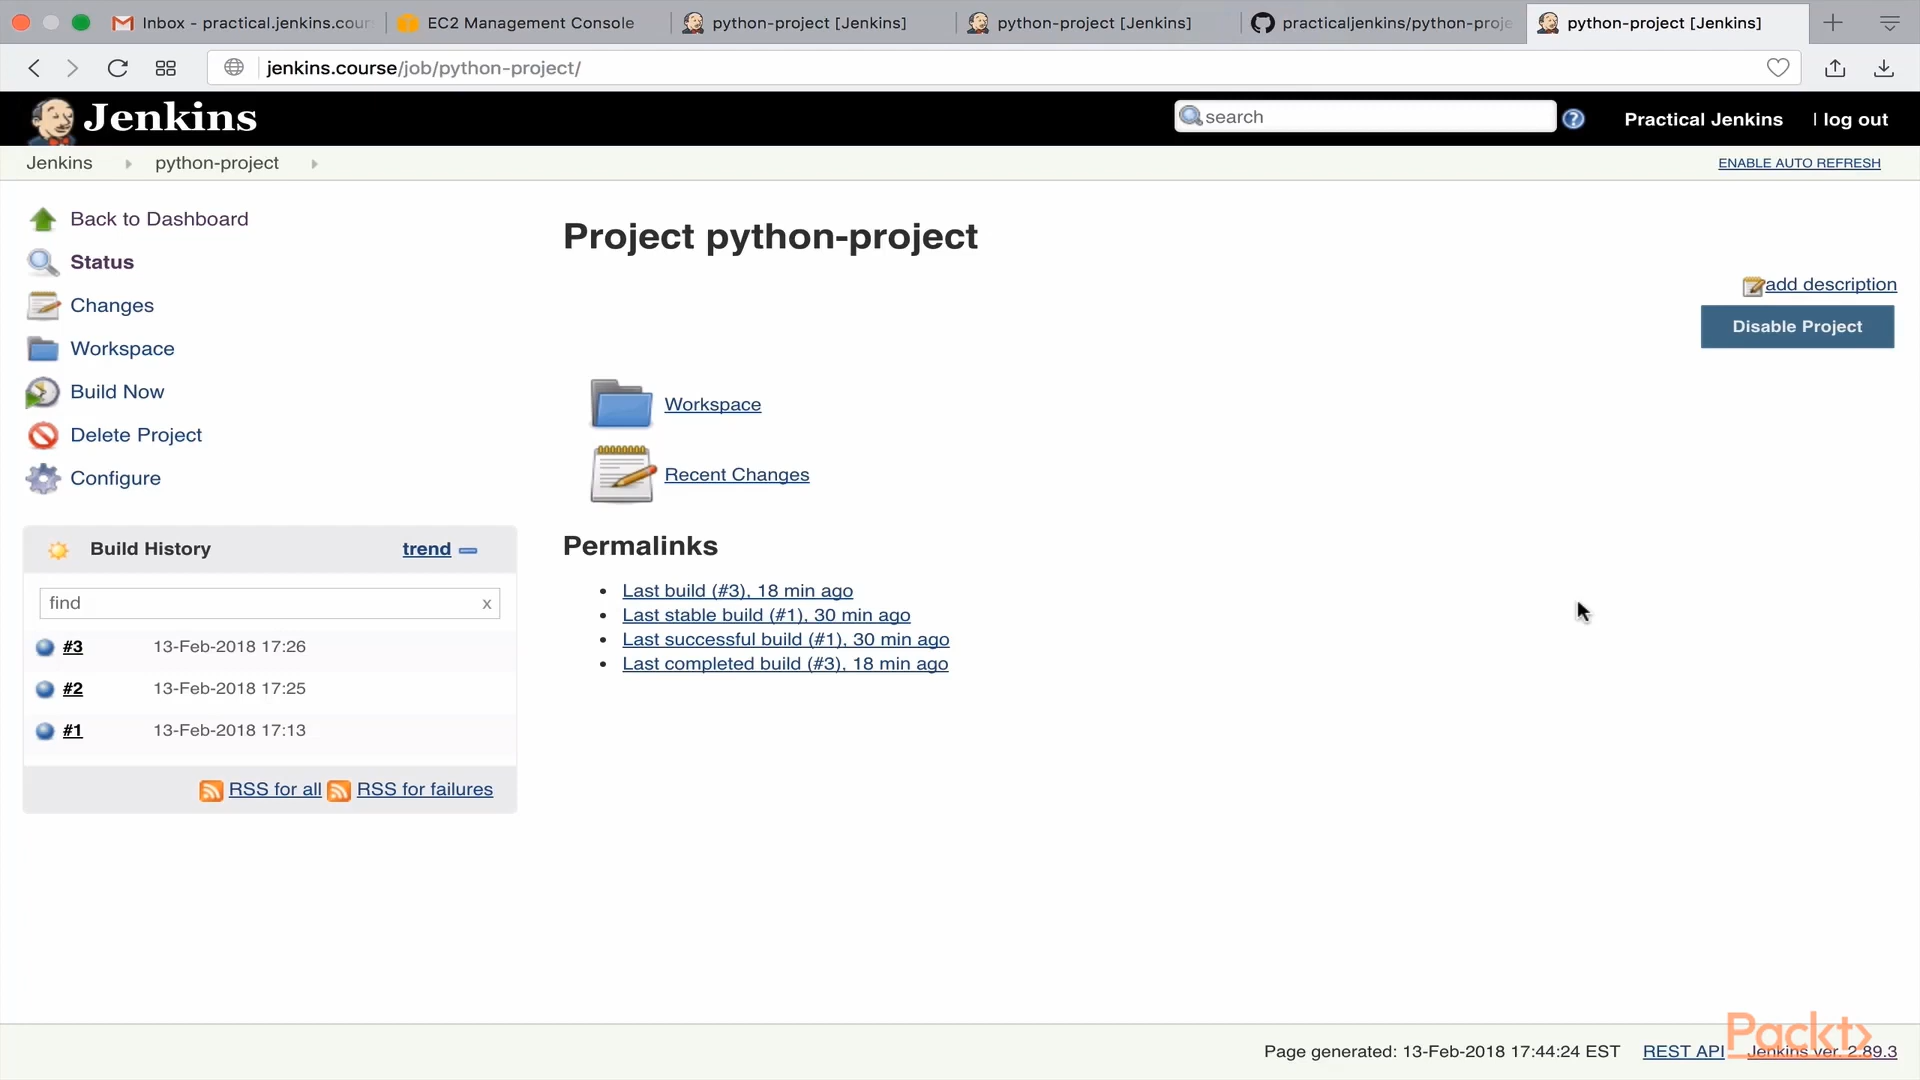 Inbox - practical.jenkins.cour
EC2 Management Console
python-project [Jenkins]
python-project [Jenkins]
practicaljenkins/python-proje
python-project [Jenkins]
jenkins.course/job/python-project/
Jenkins
search
?
Practical Jenkins
| log out
Jenkins
python-project
ENABLE AUTO REFRESH
Back to Dashboard
Status
Changes
Workspace
Build Now
Delete Project
Configure
Build History
trend
find
x
#3 13-Feb-2018 17:26
#2 13-Feb-2018 17:25
#1 13-Feb-2018 17:13
RSS for all RSS for failures
Project python-project
add description
Disable Project
Workspace
Recent Changes
Permalinks
Last build (#3), 18 min ago
Last stable build (#1), 30 min ago
Last successful build (#1), 30 min ago
Last completed build (#3), 18 min ago
Page generated: 13-Feb-2018 17:44:24 EST
REST API
Jenkins ver. 2.89.3
Packt>